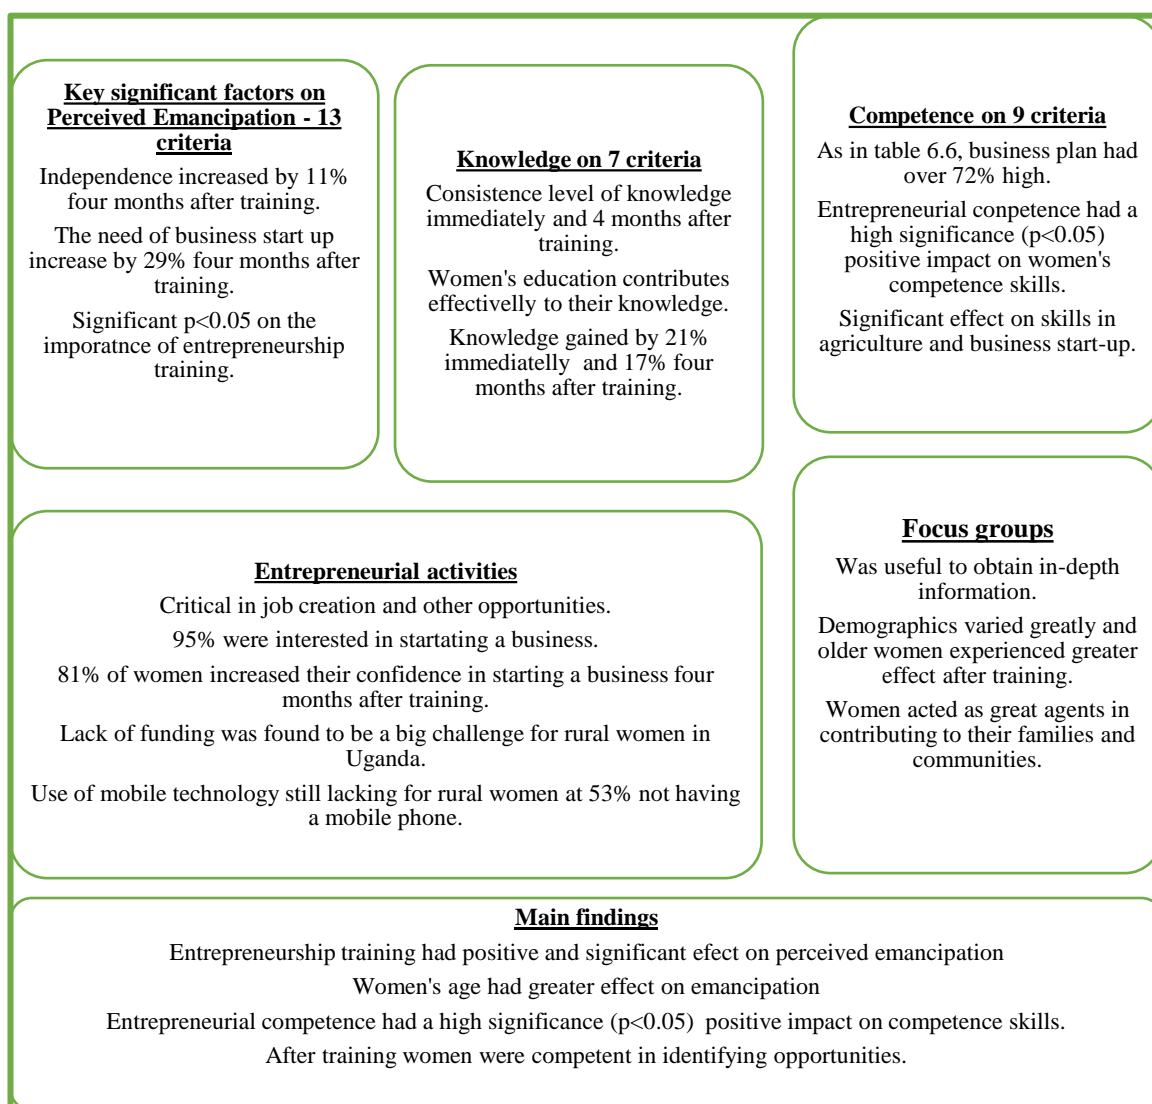 Key significant factors on
Perceived Emancipation - 13
criteria
Independence increased by 11%
four months after training.
The need of business start up
increase by 29% four months after
training.
Significant p<0.05 on the
imporatnce of entrepreneurship
training.
Knowledge on 7 criteria
Consistence level of knowledge
immediately and 4 months after
training.
Women's education contributes
effectivelly to their knowledge.
Knowledge gained by 21%
immediatelly and 17% four
months after training.
Competence on 9 criteria
As in table 6.6, business plan had
over 72% high.
Entrepreneurial conpetence had a
high significance (p<0.05)
positive impact on women's
competence skills.
Significant effect on skills in
agriculture and business start-up.
Entrepreneurial activities
Critical in job creation and other opportunities.
95% were interested in startating a business.
81% of women increased their confidence in starting a business four
months after training.
Lack of funding was found to be a big challenge for rural women in
Uganda.
Use of mobile technology still lacking for rural women at 53% not having
a mobile phone.
Focus groups
Was useful to obtain in-depth
information.
Demographics varied greatly and
older women experienced greater
effect after training.
Women acted as great agents in
contributing to their families and
communities.
Main findings
Entrepreneurship training had positive and significant efect on perceived emancipation
Women's age had greater effect on emancipation
Entrepreneurial competence had a high significance (p<0.05) positive impact on competence skills.
After training women were competent in identifying opportunities.